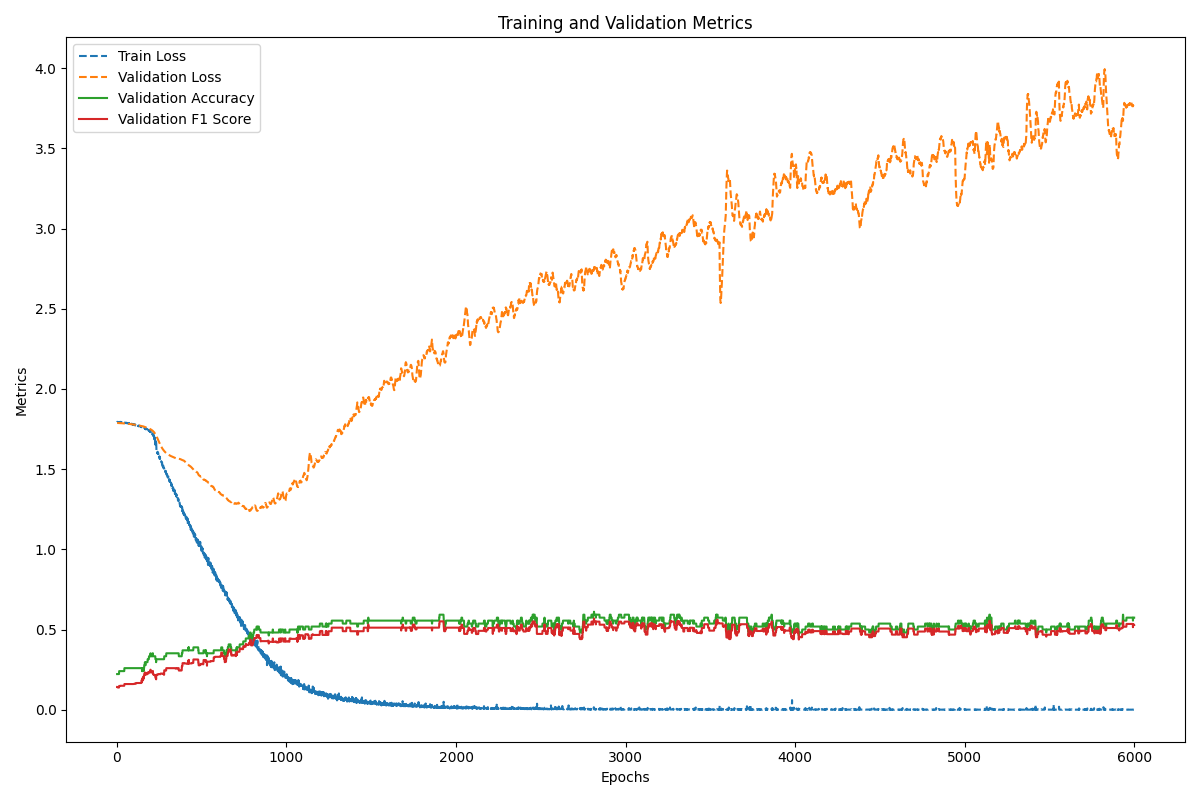 Training and Validation Metrics
Train Loss
Validation Loss
Validation Accuracy
Validation F1 Score
Metrics
4.0
3.5
3.0
2.5
2.0
1.5
1.0
0.5
0.0
0 1000 2000 3000 4000 5000 6000
Epochs